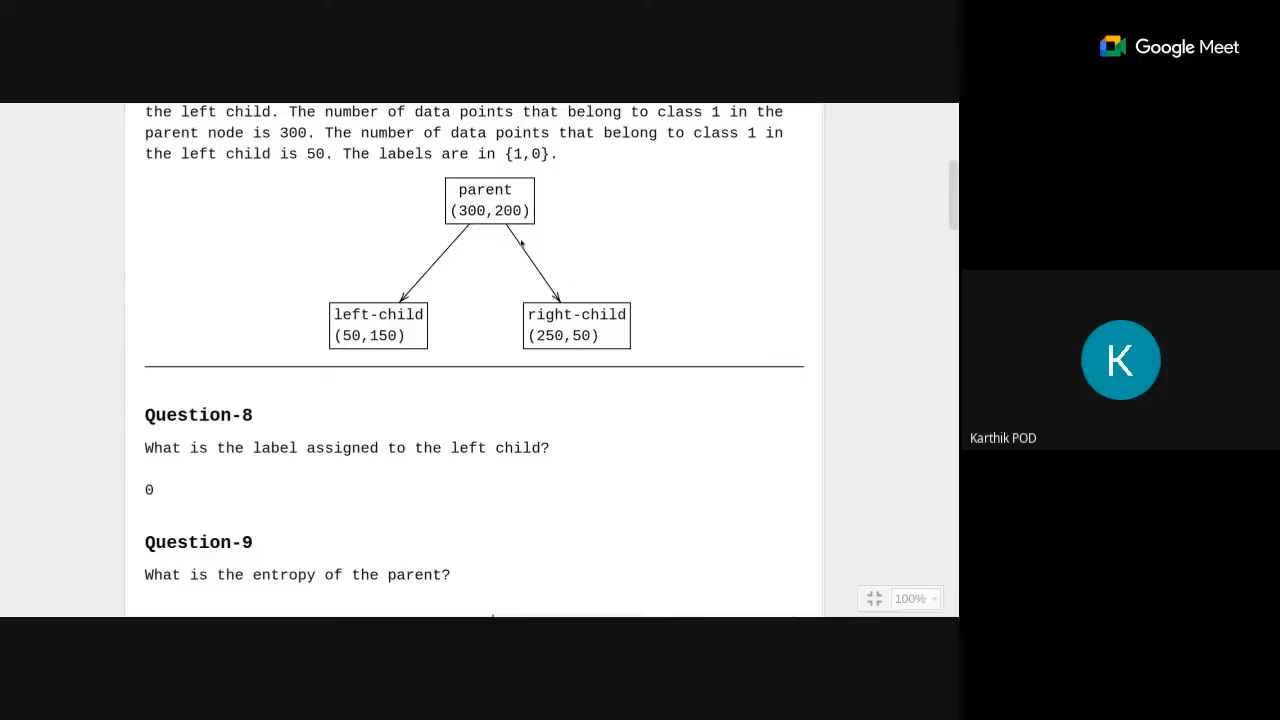 Google Meet
the left child. The number of data points that belong to class 1 in the
parent node is 300. The number of data points that belong to class 1 in
the left child is 50. The labels are in {1,0}.
parent
(300,200)
left-child
(50,150)
right-child
(250,50)
Question-8
What is the label assigned to the left child?
0
Question-9
What is the entropy of the parent?
100%
K
Karthik POD